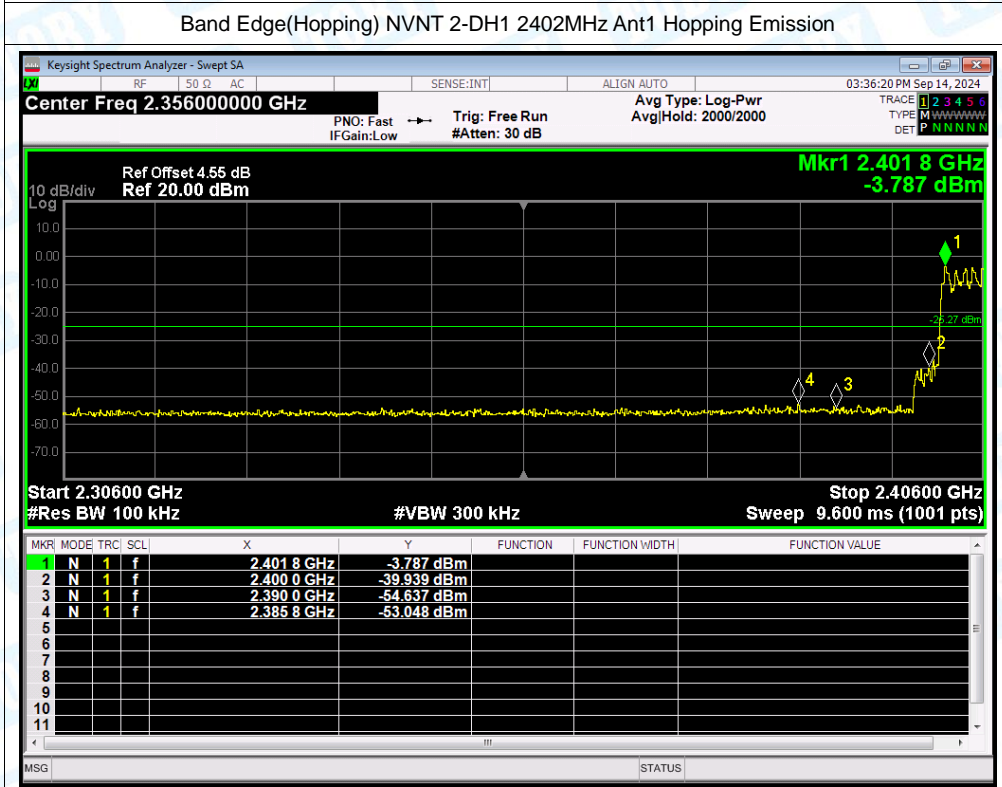 Band Edge(Hopping) NVNT 2-DH1 2402MHz Ant1 Hopping Emission
Keysight Spectrum Analyzer - Swept SA
LXI RF 50 Ω AC SENSE:INT ALIGN AUTO 03:36:20 PM Sep 14, 2024
Center Freq 2.356000000 GHz
PNO: Fast
IFGain:Low
Trig: Free Run
#Atten: 30 dB
Avg Type: Log-Pwr
Avg|Hold: 2000/2000
TRACE 1 2 3 4 5 6
TYPE M W W W W W
DET P N N N N N
Ref Offset 4.55 dB
10 dB/div Ref 20.00 dBm
Log
Mkr1 2.401 8 GHz
-3.787 dBm
10.0
0.00
-10.0
-20.0
-30.0
-40.0
-50.0
-60.0
-70.0
1
2
4
3
Start 2.30600 GHz Stop 2.40600 GHz
#Res BW 100 kHz #VBW 300 kHz Sweep 9.600 ms (1001 pts)
MKR MODE TRC SCL X Y FUNCTION FUNCTION WIDTH FUNCTION VALUE
1 N 1 f 2.401 8 GHz -3.787 dBm
2 N 1 f 2.400 0 GHz -39.939 dBm
3 N 1 f 2.390 0 GHz -54.637 dBm
4 N 1 f 2.385 8 GHz -53.048 dBm
5
6
7
8
9
10
11
MSG STATUS